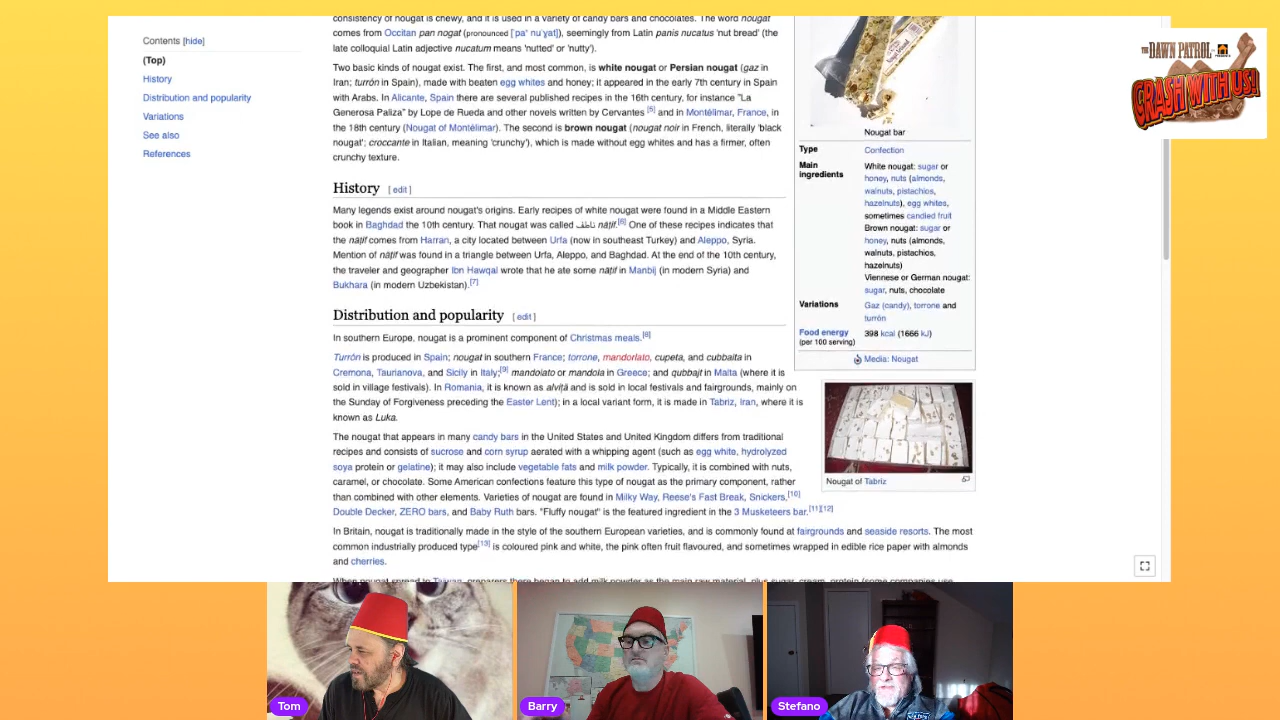 Contents [hide]
(Top)
History
Distribution and popularity
Variations
See also
References
consistency of nougat is chewy, and it is used in a variety of candy bars and chocolates. The word nougat
comes from Occitan pan nogat (pronounced
seemingly from Latin panis nucatus 'nut bread' (the
late colloquial Latin adjective nucatum means 'nutted' or 'nutty').
Two basic kinds of nougat exist. The first, and most common, is white nougat or Persian nougat (gaz in
Iran; turrón in Spain), made with beaten egg whites and honey; it appeared in the early 7th century in Spain
with Arabs. In Alicante, Spain there are several published recipes in the 16th century, for instance "La
Generosa Paliza" by Lope de Rueda and other novels written by Cervantes [5] and in Montélimar, France, in
the 18th century (Nougat of Montélimar). The second is brown nougat (nougat noir in French, literally 'black
nougat'; croccante in Italian, meaning 'crunchy'), which is made without egg whites and has a firmer, often
crunchy texture.
History [ edit ]
Many legends exist around nougat's origins. Early recipes of white nougat were found in a Middle Eastern
book in Baghdad the 10th century. That nougat was called ناطف nāṭif.[6] One of these recipes indicates that
the nāṭif comes from Harran, a city located between Urfa (now in southeast Turkey) and Aleppo, Syria.
Mention of nāṭif was found in a triangle between Urfa, Aleppo, and Baghdad. At the end of the 10th century,
the traveler and geographer Ibn Hawqal wrote that he ate some nāṭif in Manbij (in modern Syria) and
Bukhara (in modern Uzbekistan).[7]
Distribution and popularity [ edit ]
In southern Europe, nougat is a prominent component of Christmas meals.[8]
Turrón is produced in Spain; nougat in southern France; torrone, mandorlato, cupeta, and cubbaita in
Cremona, Taurianova, and Sicily in Italy;[9] mandolato or mandola in Greece; and qubbajt in Malta (where it is
sold in village festivals). In Romania, it is known as alviță and is sold in local festivals and fairgrounds, mainly on
the Sunday of Forgiveness preceding the Easter Lent); in a local variant form, it is made in Tabriz, Iran, where it is
known as Luka.
The nougat that appears in many candy bars in the United States and United Kingdom differs from traditional
recipes and consists of sucrose and corn syrup aerated with a whipping agent (such as egg white, hydrolyzed
soya protein or gelatine); it may also include vegetable fats and milk powder. Typically, it is combined with nuts,
caramel, or chocolate. Some American confections feature this type of nougat as the primary component, rather
than combined with other elements. Varieties of nougat are found in Milky Way, Reese's Fast Break, Snickers,[10]
Double Decker, ZERO bars, and Baby Ruth bars. "Fluffy nougat" is the featured ingredient in the 3 Musketeers bar.[11][12]
In Britain, nougat is traditionally made in the style of the southern European varieties, and is commonly found at fairgrounds and seaside resorts. The most
common industrially produced type[13] is coloured pink and white, the pink often fruit flavoured, and sometimes wrapped in edible rice paper with almonds
and cherries.
When nougat spread to Taiwan, preparers there began to add milk powder as the main raw material, plus sugar, cream, protein (some companies use
Nougat bar
Type Confection
Main ingredients White nougat: sugar or
honey, nuts (almonds,
walnuts, pistachios,
hazelnuts), egg whites,
sometimes candied fruit
Brown nougat: sugar or
honey, nuts (almonds,
walnuts, pistachios,
hazelnuts)
Viennese or German nougat:
sugar, nuts, chocolate
Variations Gaz (candy), torrone and
turrón
Food energy 398 kcal (1666 kJ)
(per 100 serving)
Media: Nougat
Nougat of Tabriz
THE DAWN PATROL
CRASH WITH US!
Tom
Barry
Stefano